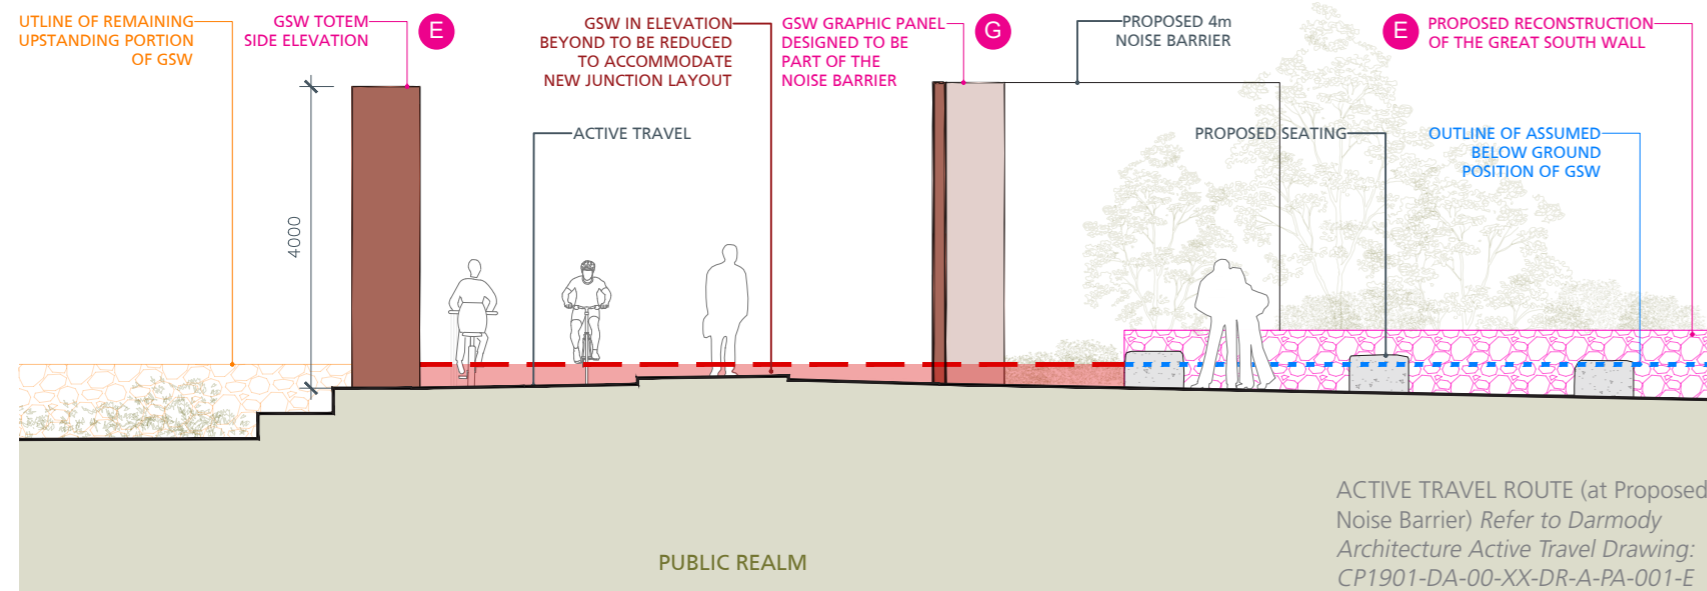 UTLINE OF REMAINING
UPSTANDING PORTION
OF GSW
GSW TOTEM
SIDE ELEVATION
E
GSW IN ELEVATION
BEYOND TO BE REDUCED
TO ACCOMMODATE
NEW JUNCTION LAYOUT
GSW GRAPHIC PANEL
DESIGNED TO BE
PART OF THE
NOISE BARRIER
G
PROPOSED 4m
NOISE BARRIER
E
PROPOSED RECONSTRUCTION
OF THE GREAT SOUTH WALL
ACTIVE TRAVEL
PROPOSED SEATING
OUTLINE OF ASSUMED
BELOW GROUND
POSITION OF GSW
4000
PUBLIC REALM
ACTIVE TRAVEL ROUTE (at Proposed
Noise Barrier) Refer to Darmody
Architecture Active Travel Drawing:
CP1901-DA-00-XX-DR-A-PA-001-E